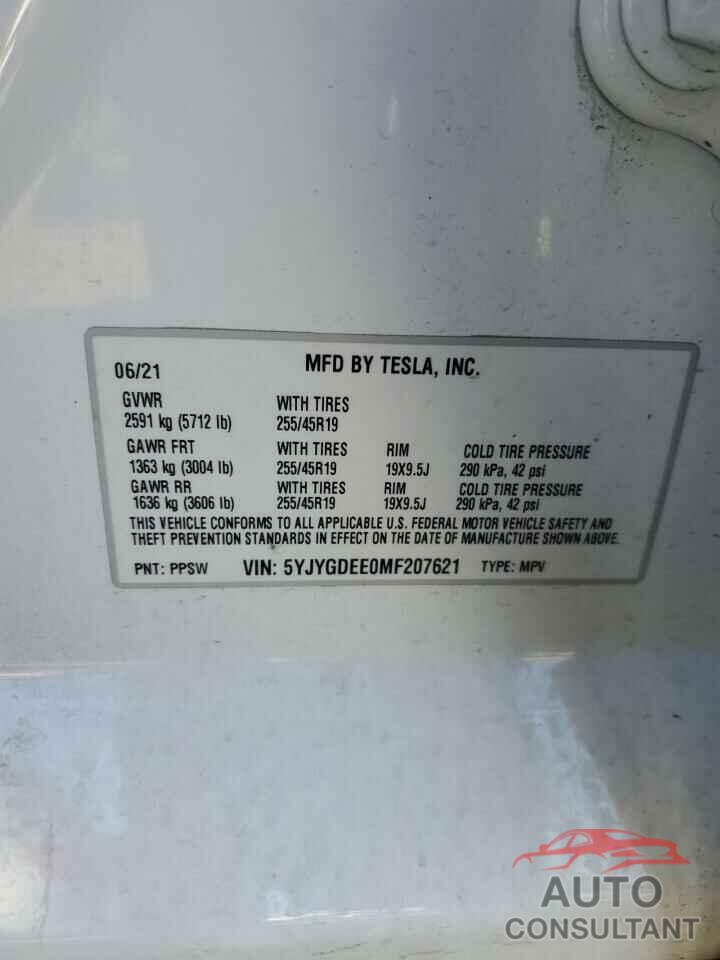 06/21 MFD BY TESLA, INC.
GVWR WITH TIRES
2591 kg (5712 lb) 255/45R19
GAWR FRT WITH TIRES RIM COLD TIRE PRESSURE
1363 kg (3004 lb) 255/45R19 19X9.5J 290 kPa, 42 psi
GAWR RR WITH TIRES RIM COLD TIRE PRESSURE
1636 kg (3606 lb) 255/45R19 19X9.5J 290 kPa, 42 psi
THIS VEHICLE CONFORMS TO ALL APPLICABLE U.S. FEDERAL MOTOR VEHICLE SAFETY AND
THEFT PREVENTION STANDARDS IN EFFECT ON THE DATE OF MANUFACTURE SHOWN ABOVE.
PNT: PPSW VIN: 5YJYGDEE0MF207621 TYPE: MPV
AUTO
CONSULTANT